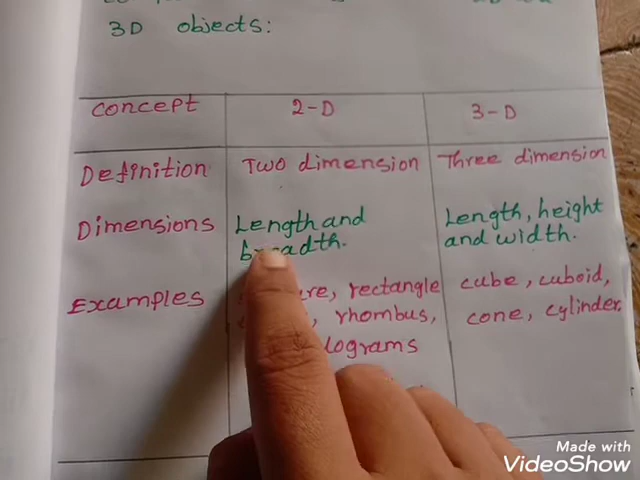 3D objects:
Concept 2-D 3-D
Definition Two dimension Three dimension
Dimensions Length and Length, height
breadth. and width.
Examples rectangle cube, cuboid,
rhombus, cone, cylinder,
Made with
VideoShow